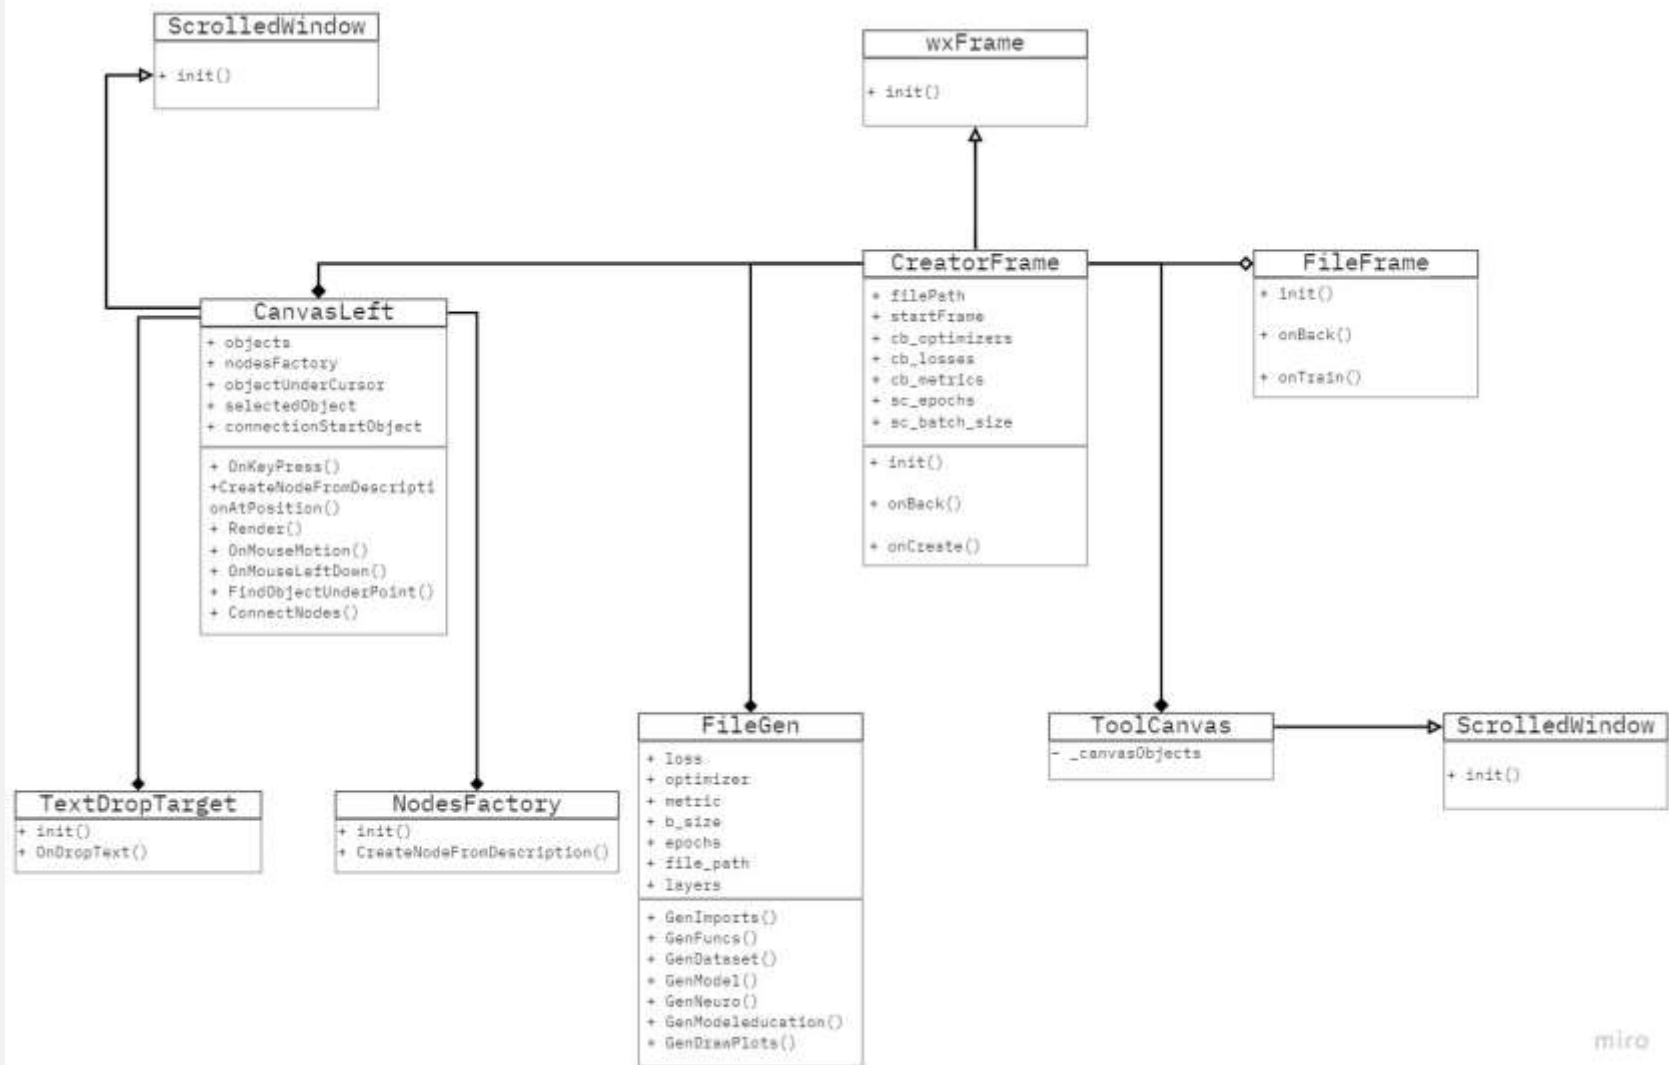 ScrolledWindow
+ init()
wxFrame
+ init()
CreatorFrame
+ filePath
+ startFrame
+ cb_optimizers
+ cb_losses
+ cb_metrics
+ sc_epochs
+ sc_batch_size
+ init()
+ onBack()
+ onCreate()
FileFrame
+ init()
+ onBack()
+ onTrain()
CanvasLeft
+ objects
+ nodesFactory
+ objectUnderCursor
+ selectedObject
+ connectionStartObject
+ OnKeyPress()
+CreateNodeFromDescripti
onAtPosition()
+ Render()
+ OnMouseMotion()
+ OnMouseLeftDown()
+ FindObjectUnderPoint()
+ ConnectNodes()
TextDropTarget
+ init()
+ OnDropText()
NodesFactory
+ init()
+ CreateNodeFromDescription()
FileGen
+ loss
+ optimizer
+ metric
+ b_size
+ epochs
+ file_path
+ layers
+ GenImports()
+ GenFuncs()
+ GenDataset()
+ GenModel()
+ GenNeuro()
+ GenModeleducation()
+ GenDrawPlots()
ToolCanvas
- _canvasObjects
ScrolledWindow
+ init()
miro